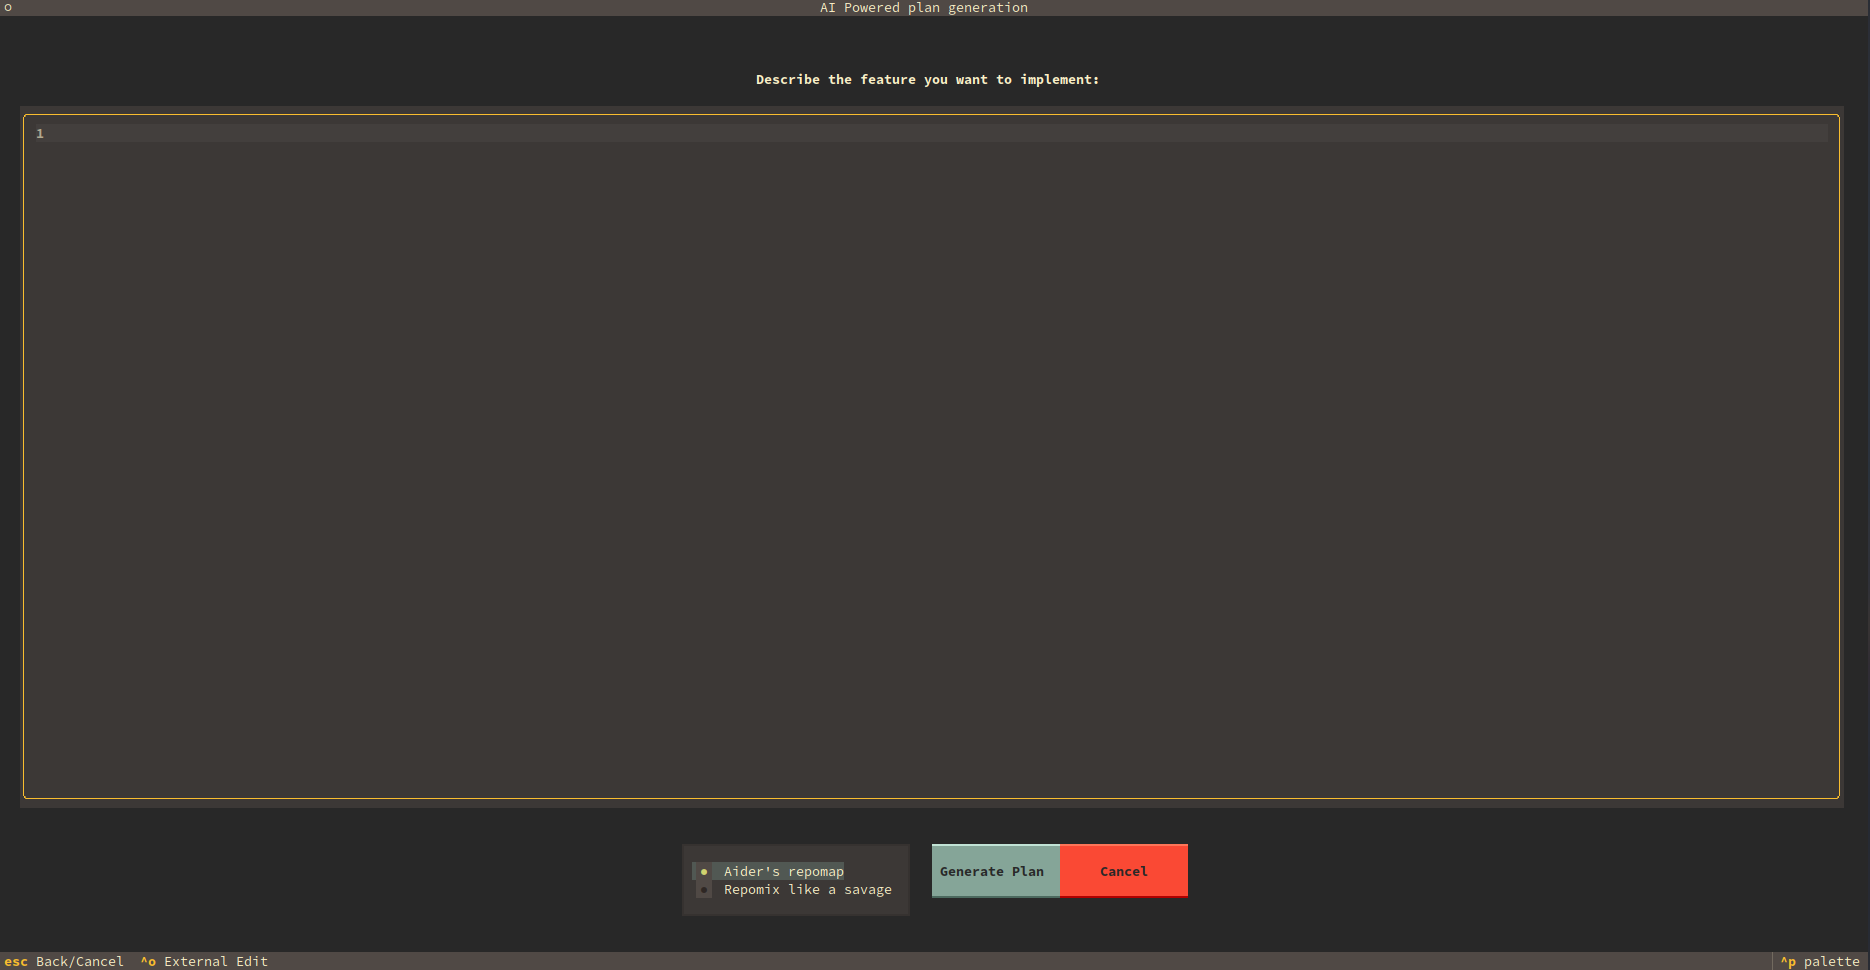 AI Powered plan generation
Describe the feature you want to implement:
1
Aider's repomap
Repomix like a savage
Generate Plan
Cancel
esc Back/Cancel ^o External Edit
^p palette